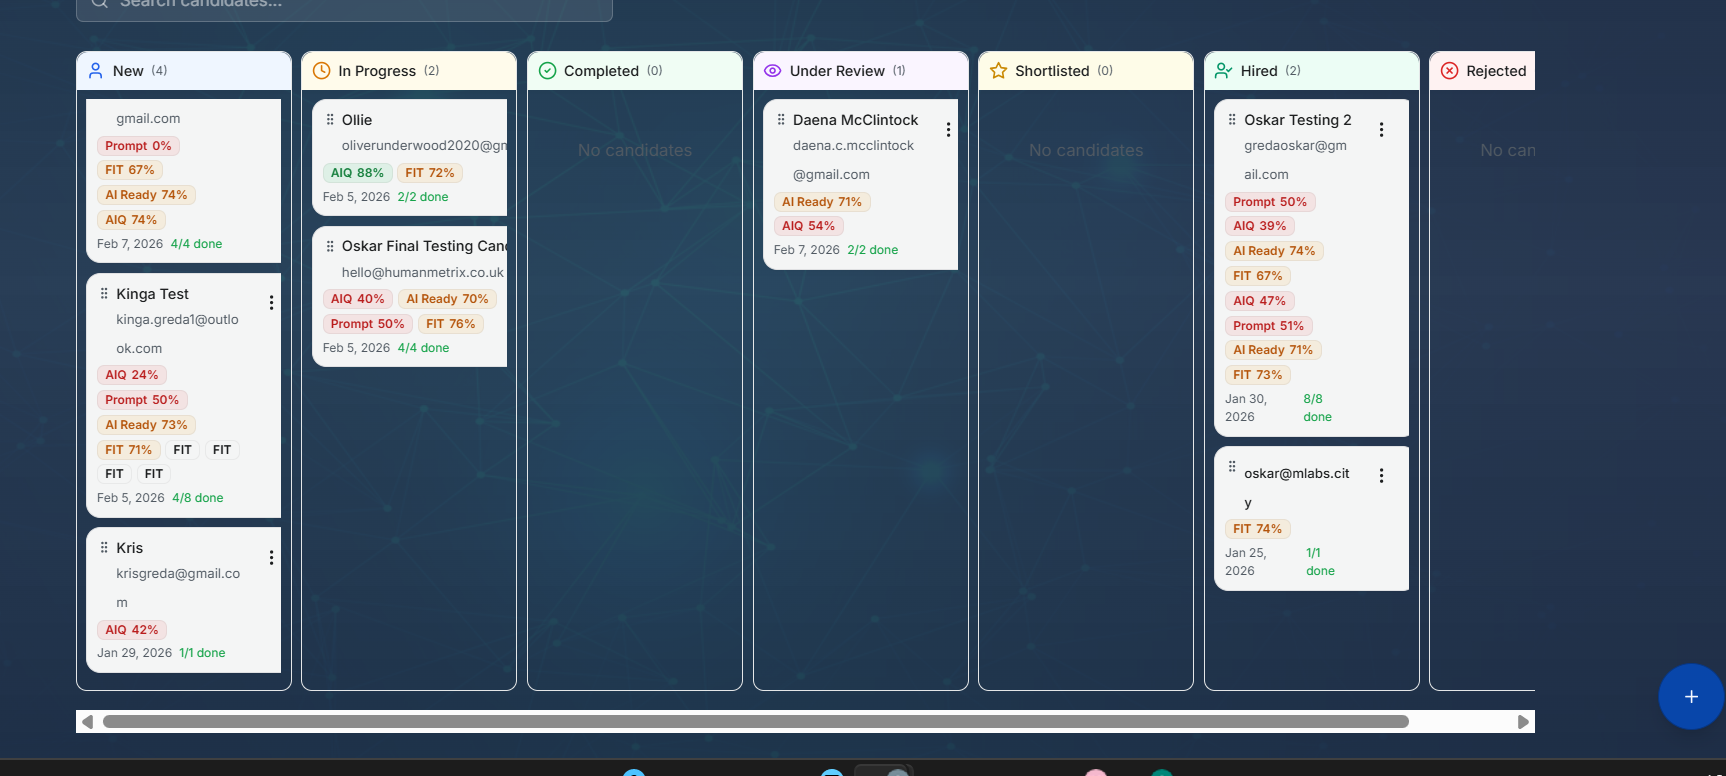 Search candidates...
New (4)
gmail.com
Prompt 0%
FIT 67%
AI Ready 74%
AIQ 74%
Feb 7, 2026 4/4 done
Kinga Test
kinga.greda1@outlo
ok.com
AIQ 24%
Prompt 50%
AI Ready 73%
FIT 71% FIT FIT
FIT FIT
Feb 5, 2026 4/8 done
Kris
krisgreda@gmail.co
m
AIQ 42%
Jan 29, 2026 1/1 done
In Progress (2)
Ollie
oliverunderwood2020@gm
AIQ 88% FIT 72%
Feb 5, 2026 2/2 done
Oskar Final Testing Canc
hello@humanmetrix.co.uk
AIQ 40% AI Ready 70%
Prompt 50% FIT 76%
Feb 5, 2026 4/4 done
Completed (0)
No candidates
Under Review (1)
Daena McClintock
daena.c.mcclintock
@gmail.com
AI Ready 71%
AIQ 54%
Feb 7, 2026 2/2 done
Shortlisted (0)
No candidates
Hired (2)
Oskar Testing 2
gredaoskar@gm
ail.com
Prompt 50%
AIQ 39%
AI Ready 74%
FIT 67%
AIQ 47%
Prompt 51%
AI Ready 71%
FIT 73%
Jan 30, 8/8
2026 done
oskar@mlabs.cit
y
FIT 74%
Jan 25, 1/1
2026 done
Rejected
No can